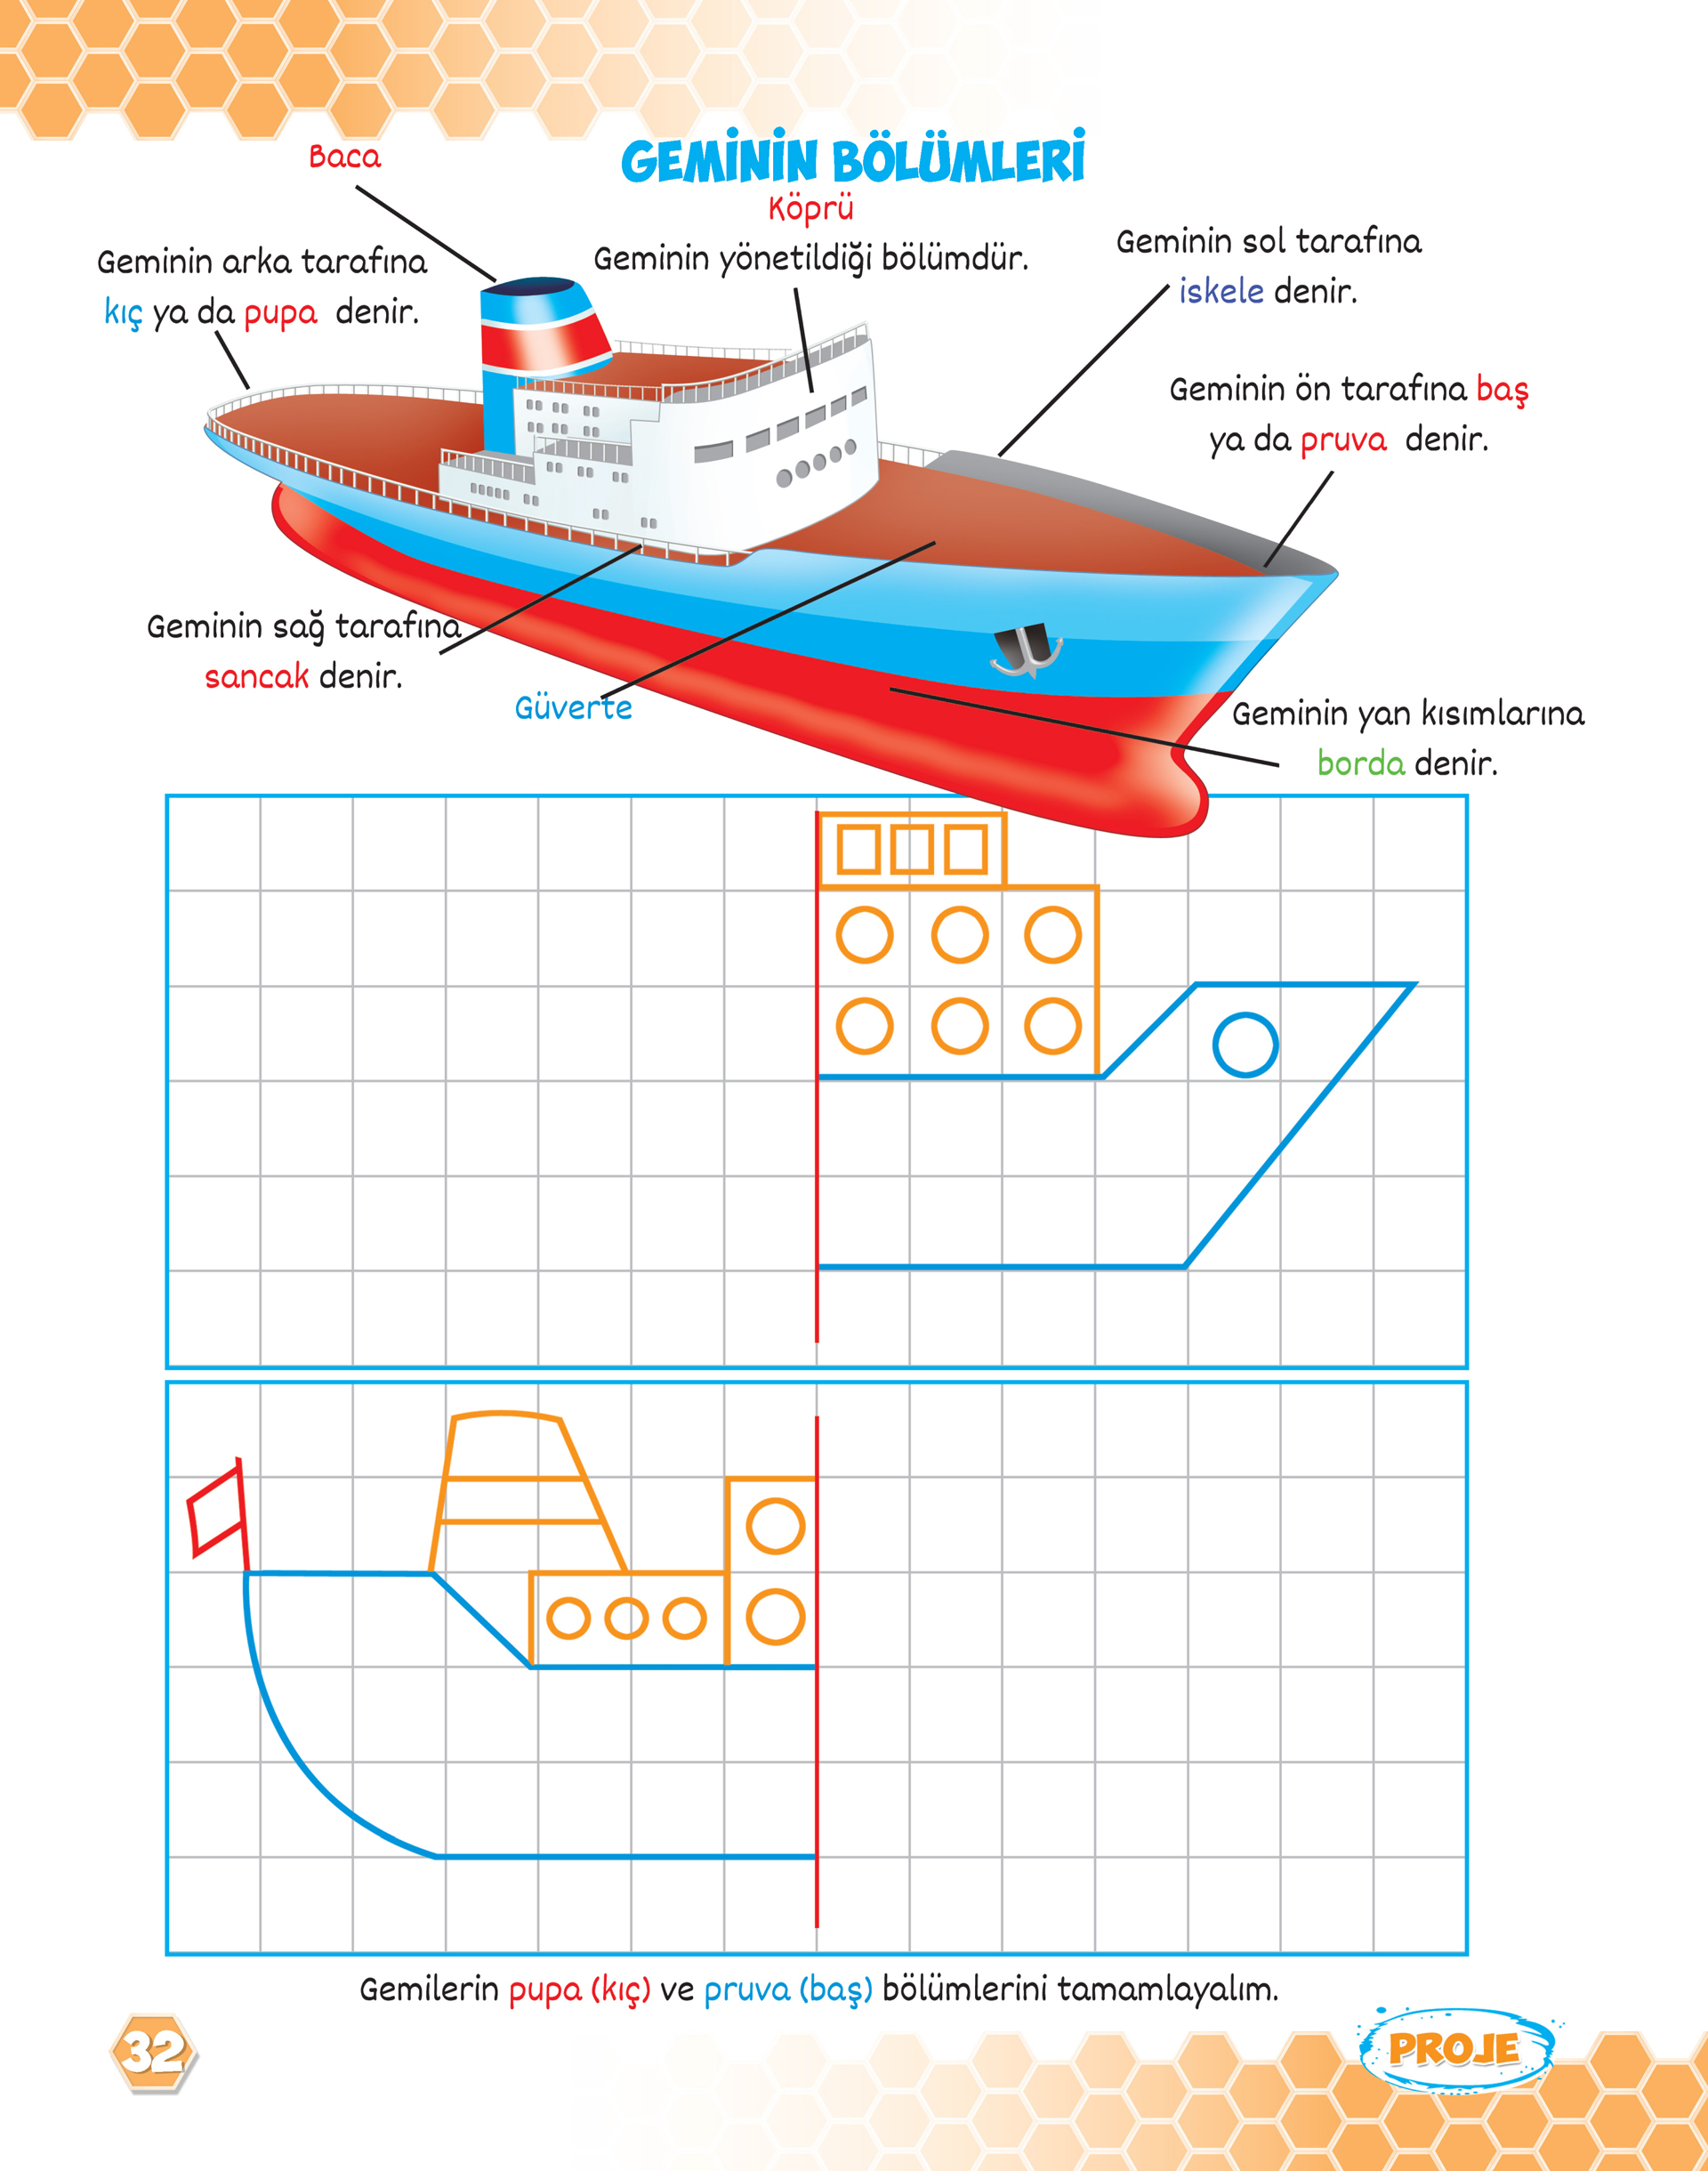 GEMİNİN BÖLÜMLERİ
Baca
Köprü
Geminin yönetildiği bölümdür.
Geminin arka tarafına
kıç ya da pupa denir.
Geminin sol tarafına
iskele denir.
Geminin ön tarafına baş
ya da pruva denir.
Geminin sağ tarafına
sancak denir.
Güverte
Geminin yan kısımlarına
borda denir.
Gemilerin pupa (kıç) ve pruva (baş) bölümlerini tamamlayalım.
32
PROJE